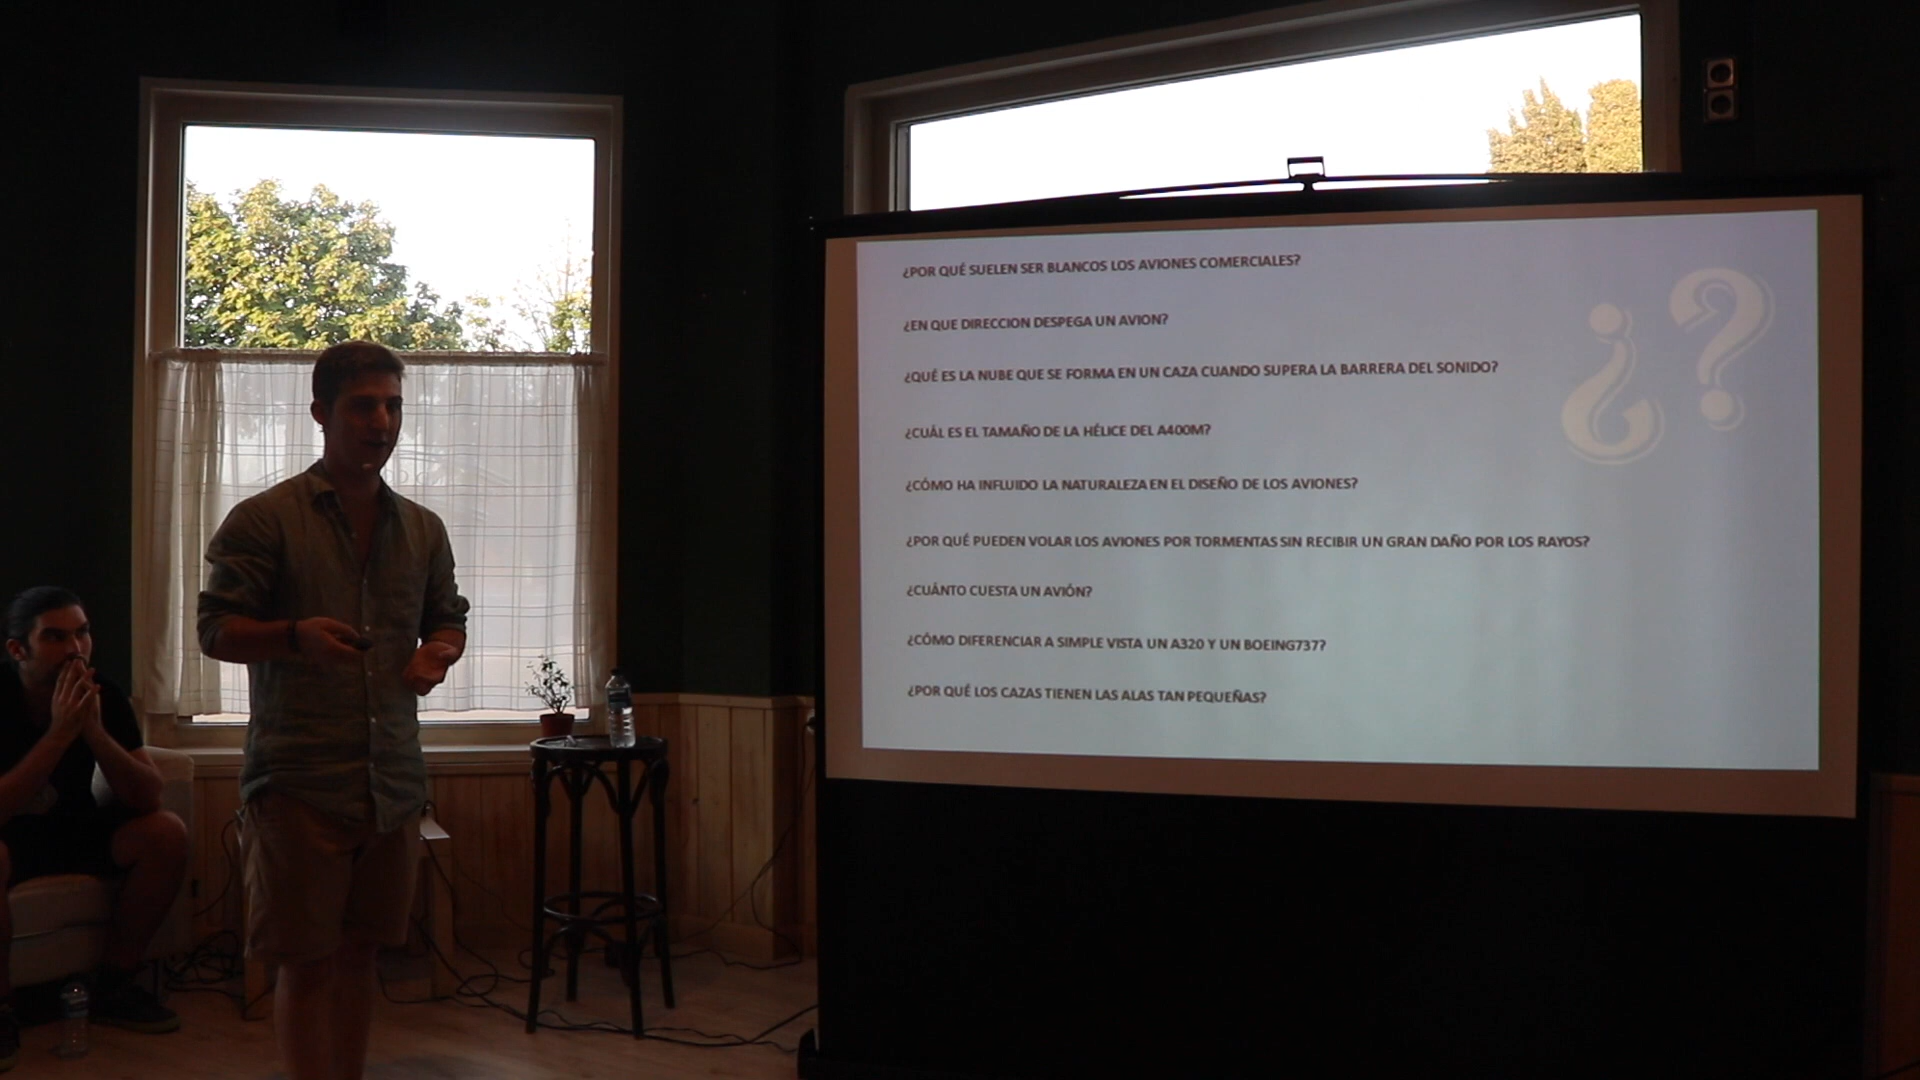 ¿POR QUÉ SUELEN SER BLANCOS LOS AVIONES COMERCIALES?
¿EN QUE DIRECCION DESPEGA UN AVION?
¿QUÉ ES LA NUBE QUE SE FORMA EN UN CAZA CUANDO SUPERA LA BARRERA DEL SONIDO?
¿CUÁL ES EL TAMAÑO DE LA HÉLICE DEL A400M?
¿CÓMO HA INFLUIDO LA NATURALEZA EN EL DISEÑO DE LOS AVIONES?
¿POR QUÉ PUEDEN VOLAR LOS AVIONES POR TORMENTAS SIN RECIBIR UN GRAN DAÑO POR LOS RAYOS?
¿CUÁNTO CUESTA UN AVIÓN?
¿CÓMO DIFERENCIAR A SIMPLE VISTA UN A320 Y UN BOEING737?
¿POR QUÉ LOS CAZAS TIENEN LAS ALAS TAN PEQUEÑAS?
¿?